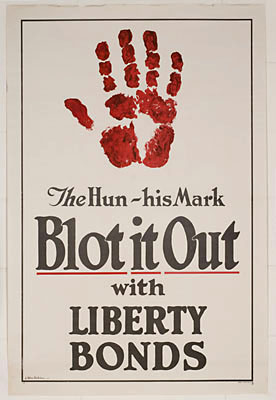 The Hun ~ his Mark
Blot it Out
with
LIBERTY
BONDS